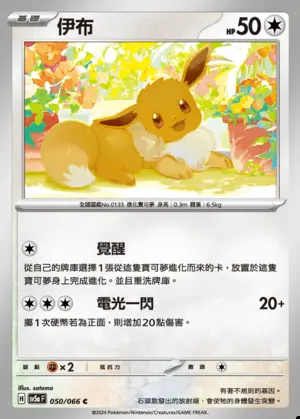 基礎 伊布 HP 50
全國圖鑑No.0133 進化寶可夢 身高：0.3m 體重：6.5kg
覺醒
從自己的牌庫選擇1張從這隻寶可夢進化而來的卡，放置於這隻
寶可夢身上完成進化。並且重洗牌庫。
電光一閃 20+
擲1次硬幣若為正面，則增加20點傷害。
弱點 ×2 抵抗力 撤退
Illus. satoma
H 050/066 C
©2024 Pokémon/Nintendo/Creatures/GAME FREAK.
有著不規則的基因。
石頭散發出的放射線，會使牠的身體發生突變。